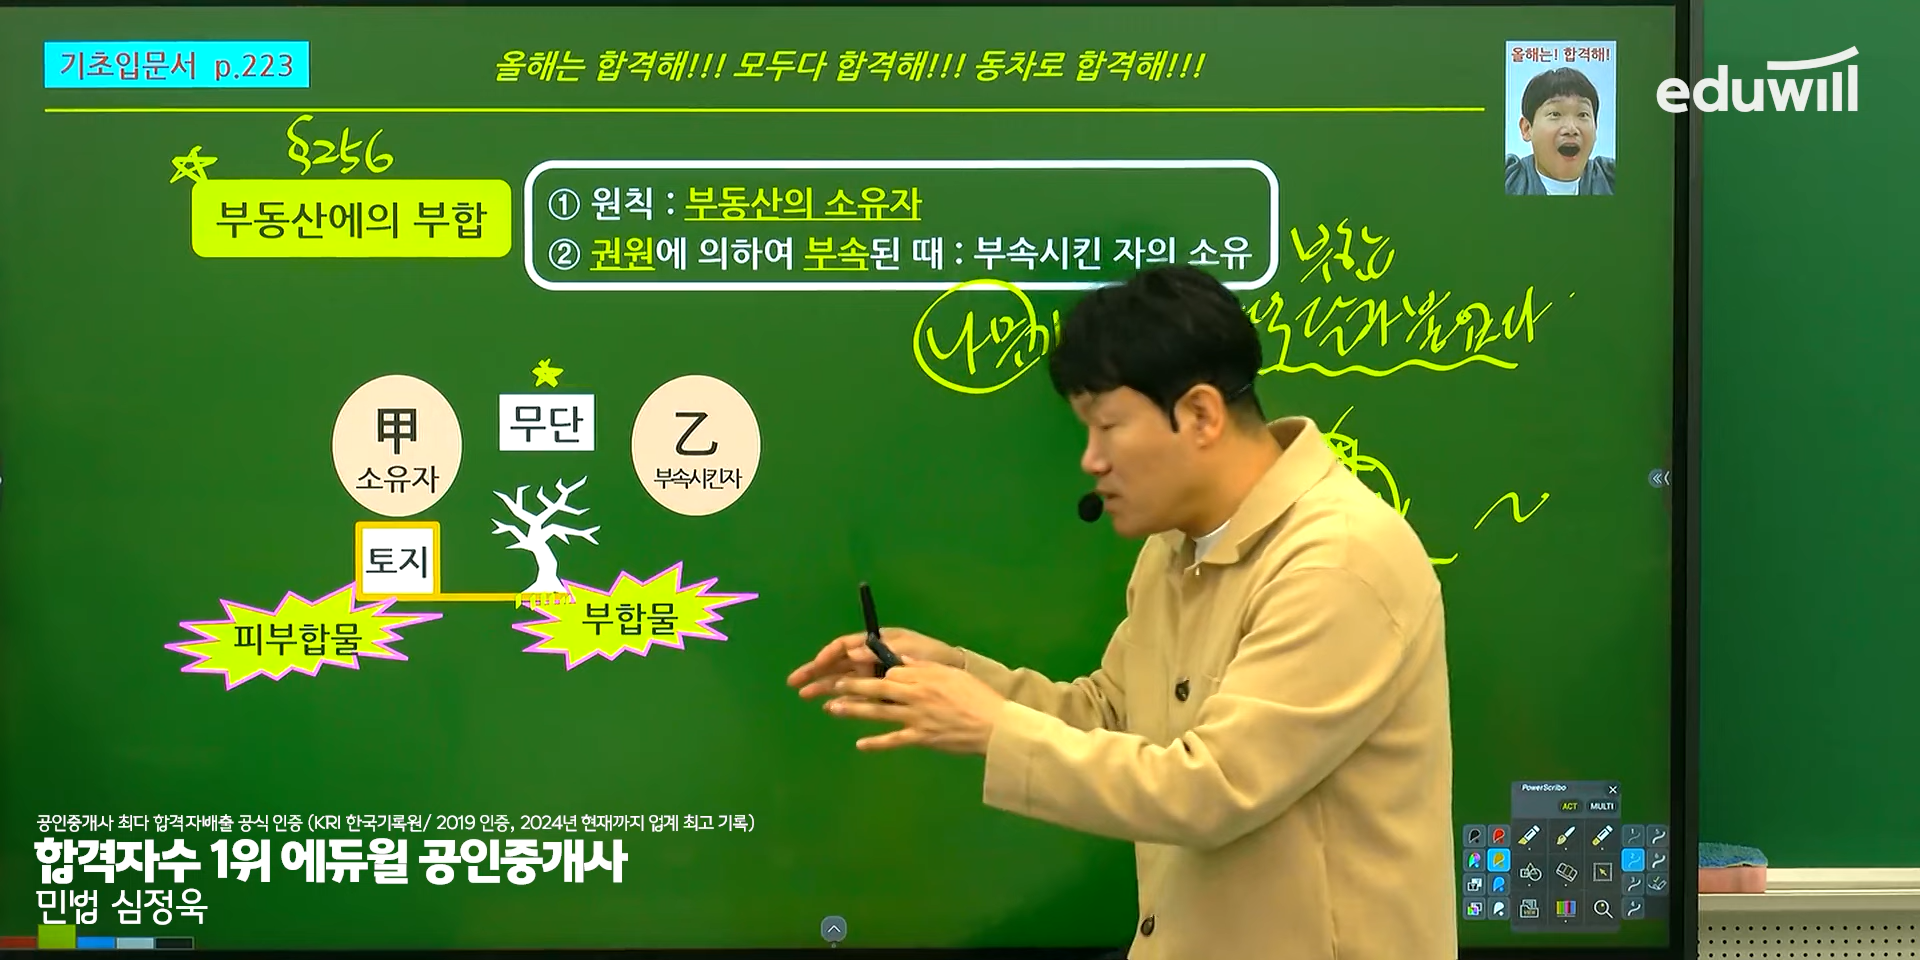 기초입문서 p.223
올해는 합격해!!! 모두다 합격해!!! 동차로 합격해!!!
올해는! 합격해!
eduwill
§256
부동산에의 부합
① 원칙 : 부동산의 소유자
② 권원에 의하여 부속된 때 : 부속시킨 자의 소유
부합
甲
소유자
무단
乙
부속시킨자
토지
피부합물
부합물
PowerScribo
ACT MULTI
공인중개사 최다 합격자배출 공식 인증 (KRI 한국기록원/ 2019 인증, 2024년 현재까지 업계 최고 기록)
합격자수 1위 에듀윌 공인중개사
민법 심정욱